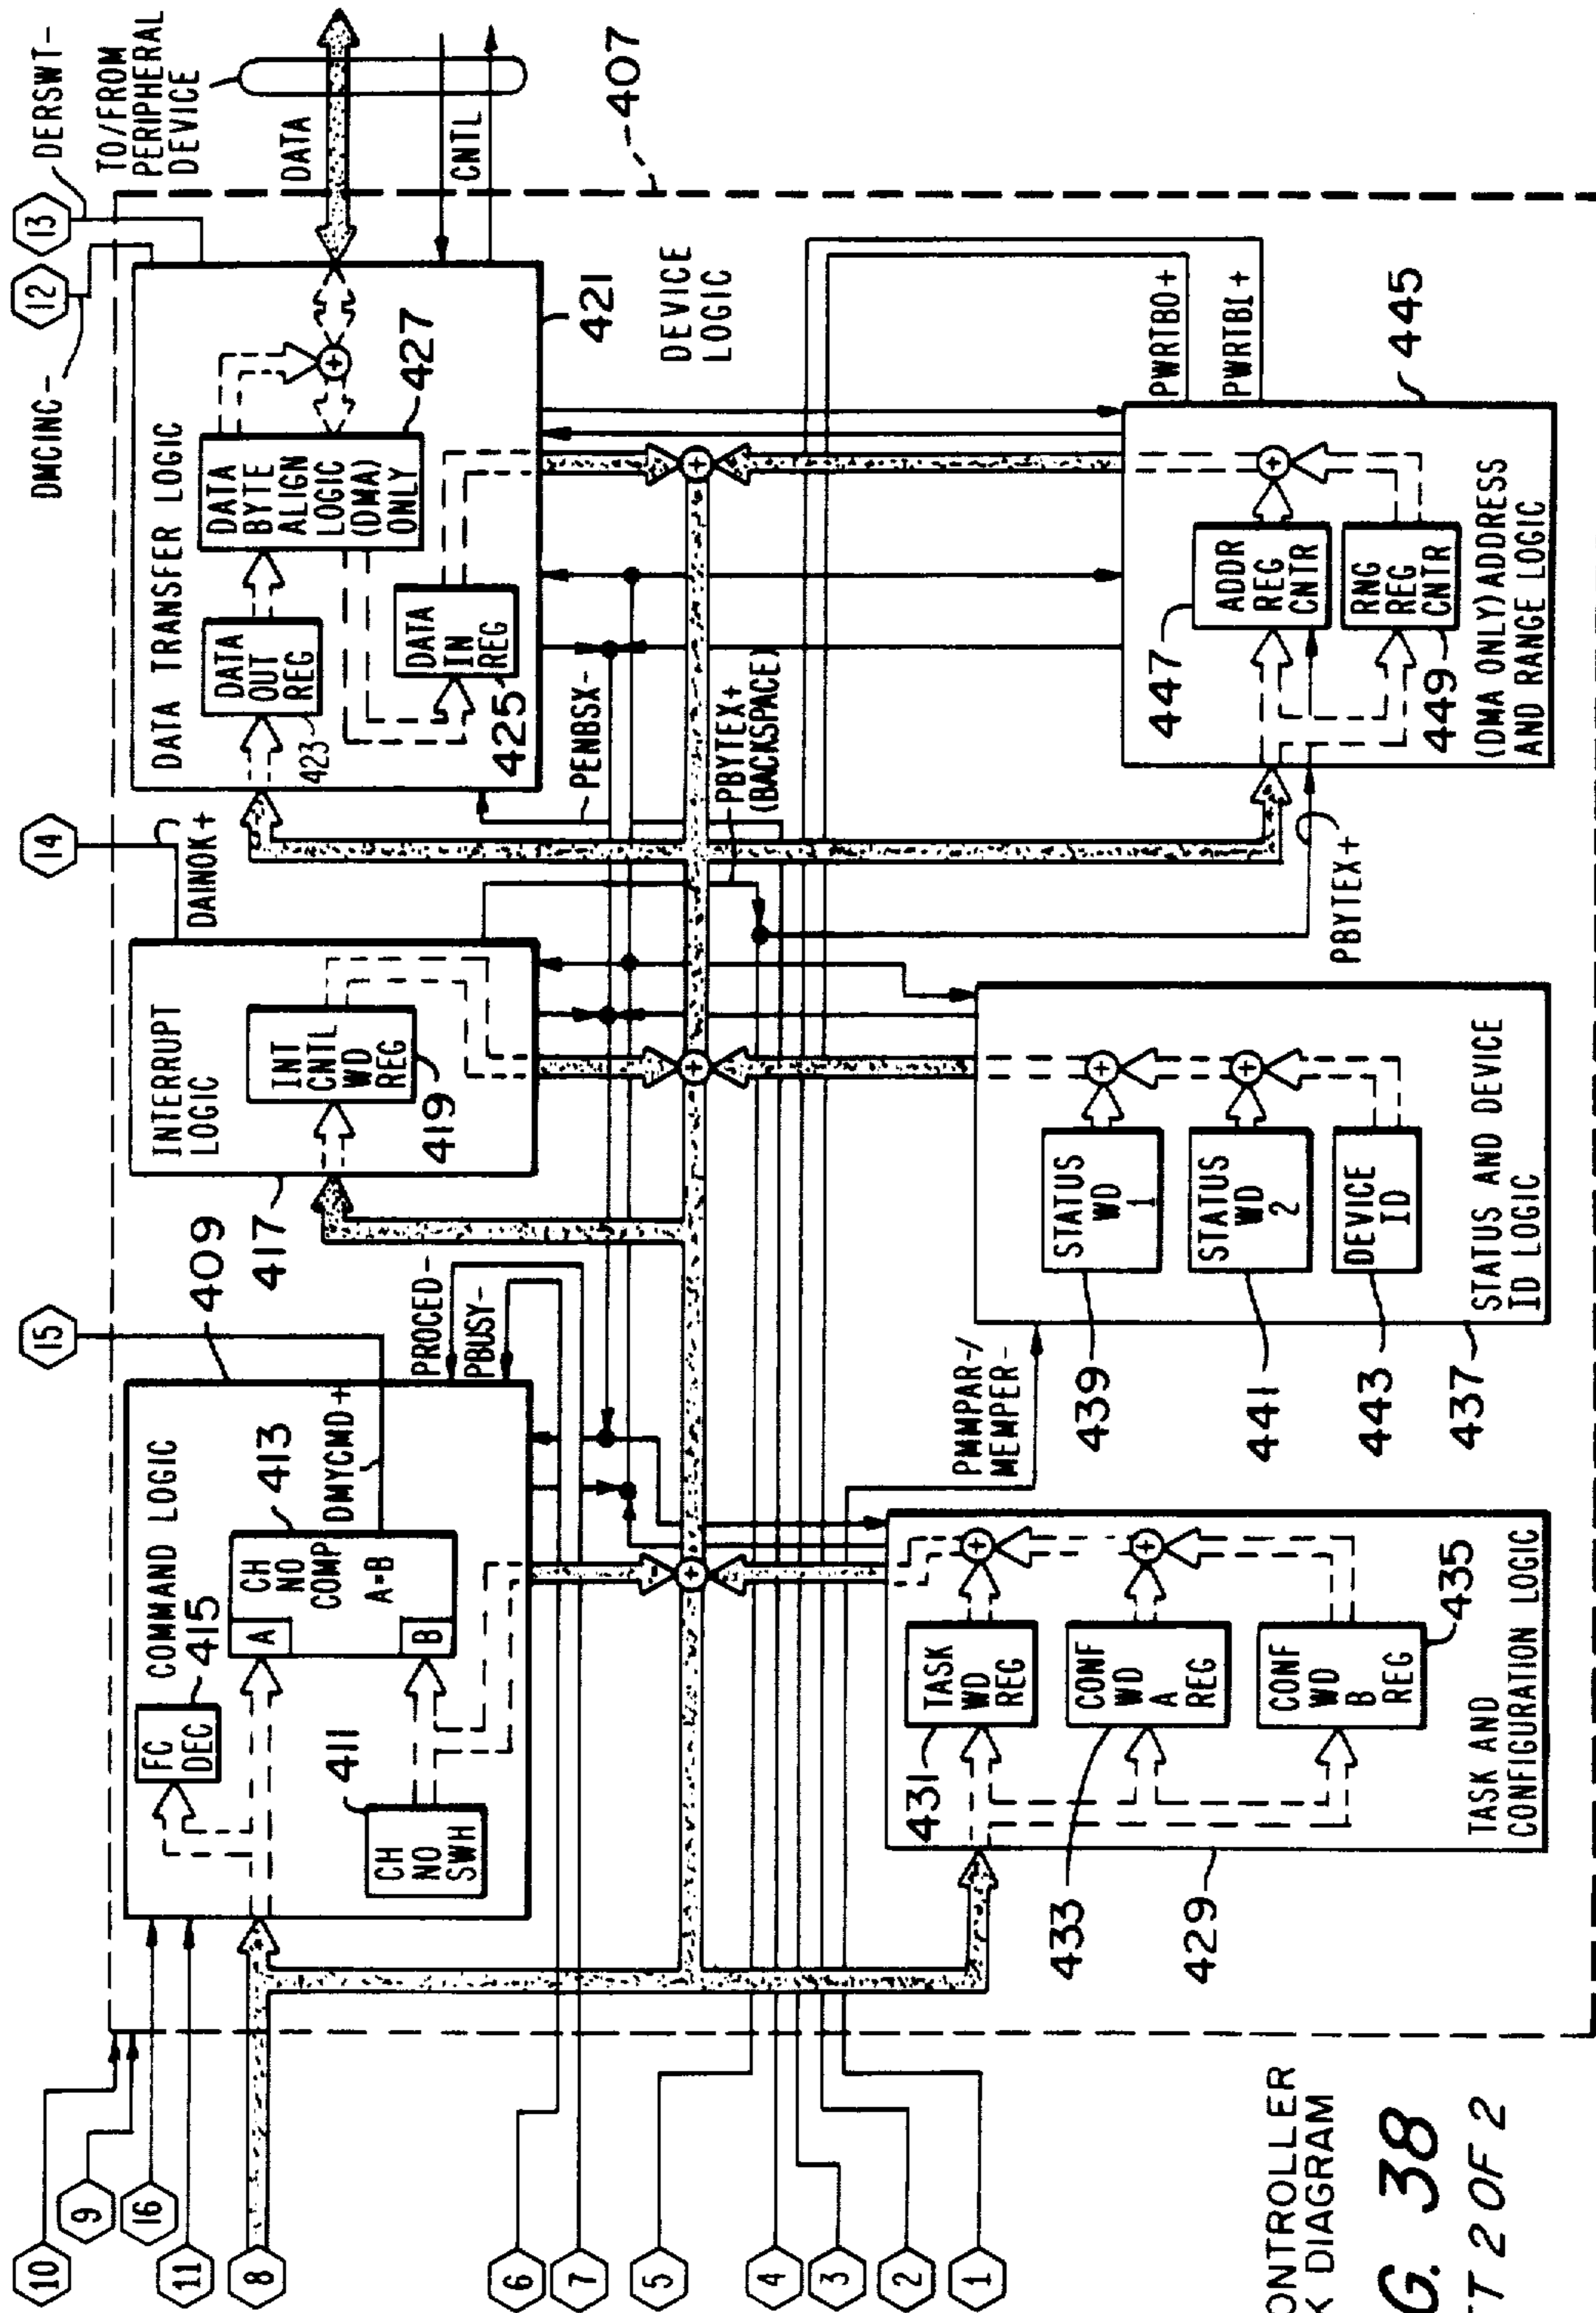 10
9
16
11
8
6
7
5
4
3
2
1
15
14
12
13
DMCINC-
DERSWT-
TO/FROM
PERIPHERAL
DEVICE
DATA
CNTL
407
COMMAND LOGIC
409
FC
DEC
415
CH
NO
SWH
411
A
B
CH
NO
COMP
A=B
413
DMYCMD+
PROCED-
PBUSY-
INTERRUPT
LOGIC
417
INT
CNTL
WD
REG
419
DAINOK+
DATA TRANSFER LOGIC
DATA
OUT
REG
423
DATA
BYTE
ALIGN
LOGIC
(DMA)
ONLY
427
DATA
IN
REG
425
421
DEVICE
LOGIC
PENBSX-
PBYTEX+
(BACKSPACE)
TASK
WD
REG
431
CONF
WD
A
REG
433
CONF
WD
B
REG
435
TASK AND
CONFIGURATION LOGIC
429
PMMPAR-/
MEMPER-
STATUS
WD
1
439
STATUS
WD
2
441
DEVICE
ID
443
STATUS AND DEVICE
ID LOGIC
437
PBYTEX+
ADDR
REG
CNTR
447
RNG
REG
CNTR
449
(DMA ONLY) ADDRESS
AND RANGE LOGIC
445
PWRTBO+
PWRTBI+
ONTROLLER
K DIAGRAM
G. 38
T 2 OF 2